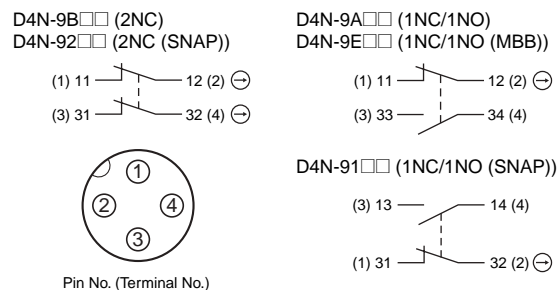 D4N-9B□□ (2NC)
D4N-92□□ (2NC (SNAP))
(1) 11 12 (2)
(3) 31 32 (4)
1
2 4
3
Pin No. (Terminal No.)
D4N-9A□□ (1NC/1NO)
D4N-9E□□ (1NC/1NO (MBB))
(1) 11 12 (2)
(3) 33 34 (4)
D4N-91□□ (1NC/1NO (SNAP))
(3) 13 14 (4)
(1) 31 32 (2)